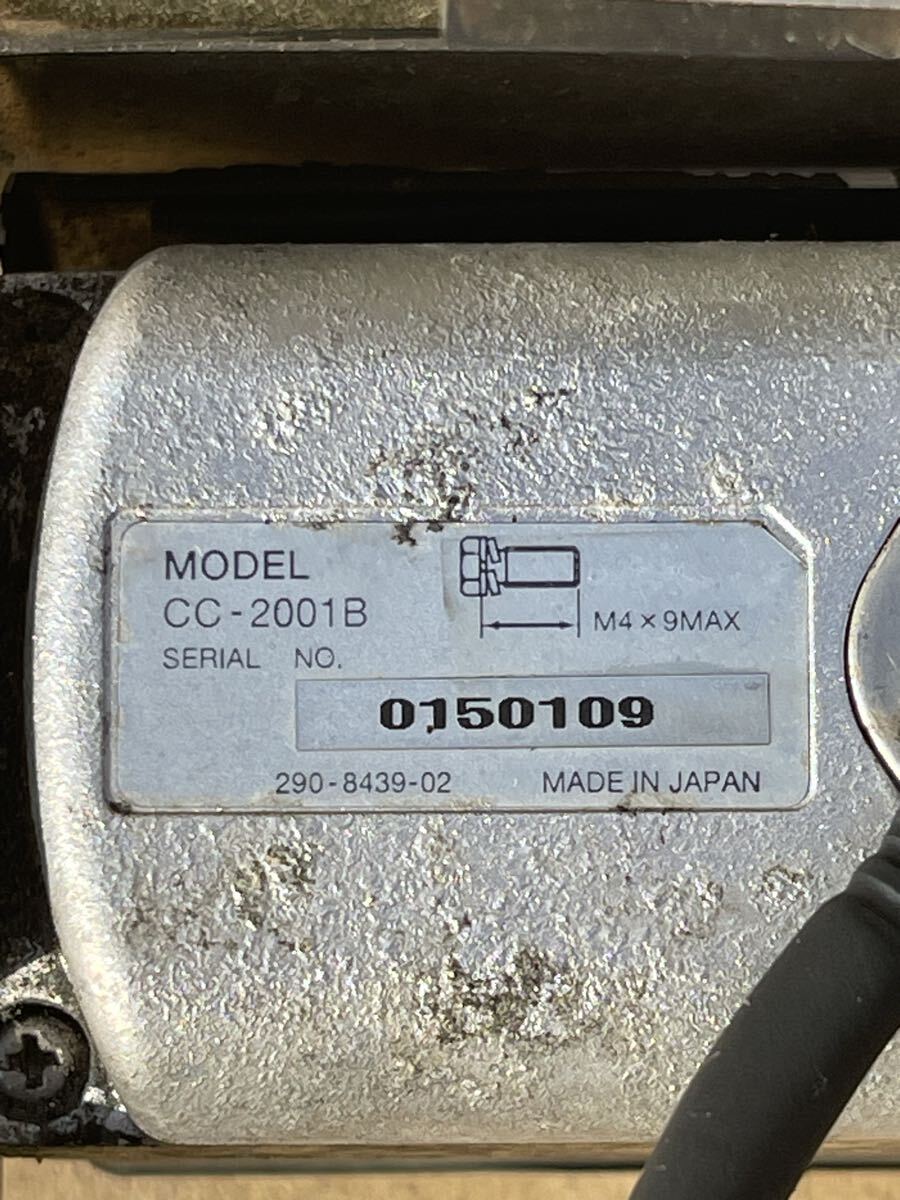 MODEL
CC-2001B
M4×9MAX
SERIAL NO.
0150109
290-8439-02 MADE IN JAPAN